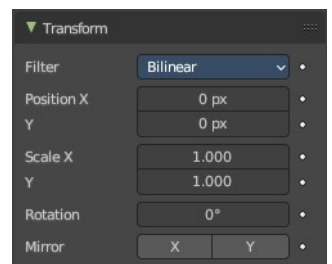 Transform
Filter Bilinear
Position X 0 px
Y 0 px
Scale X 1.000
Y 1.000
Rotation 0°
Mirror X Y